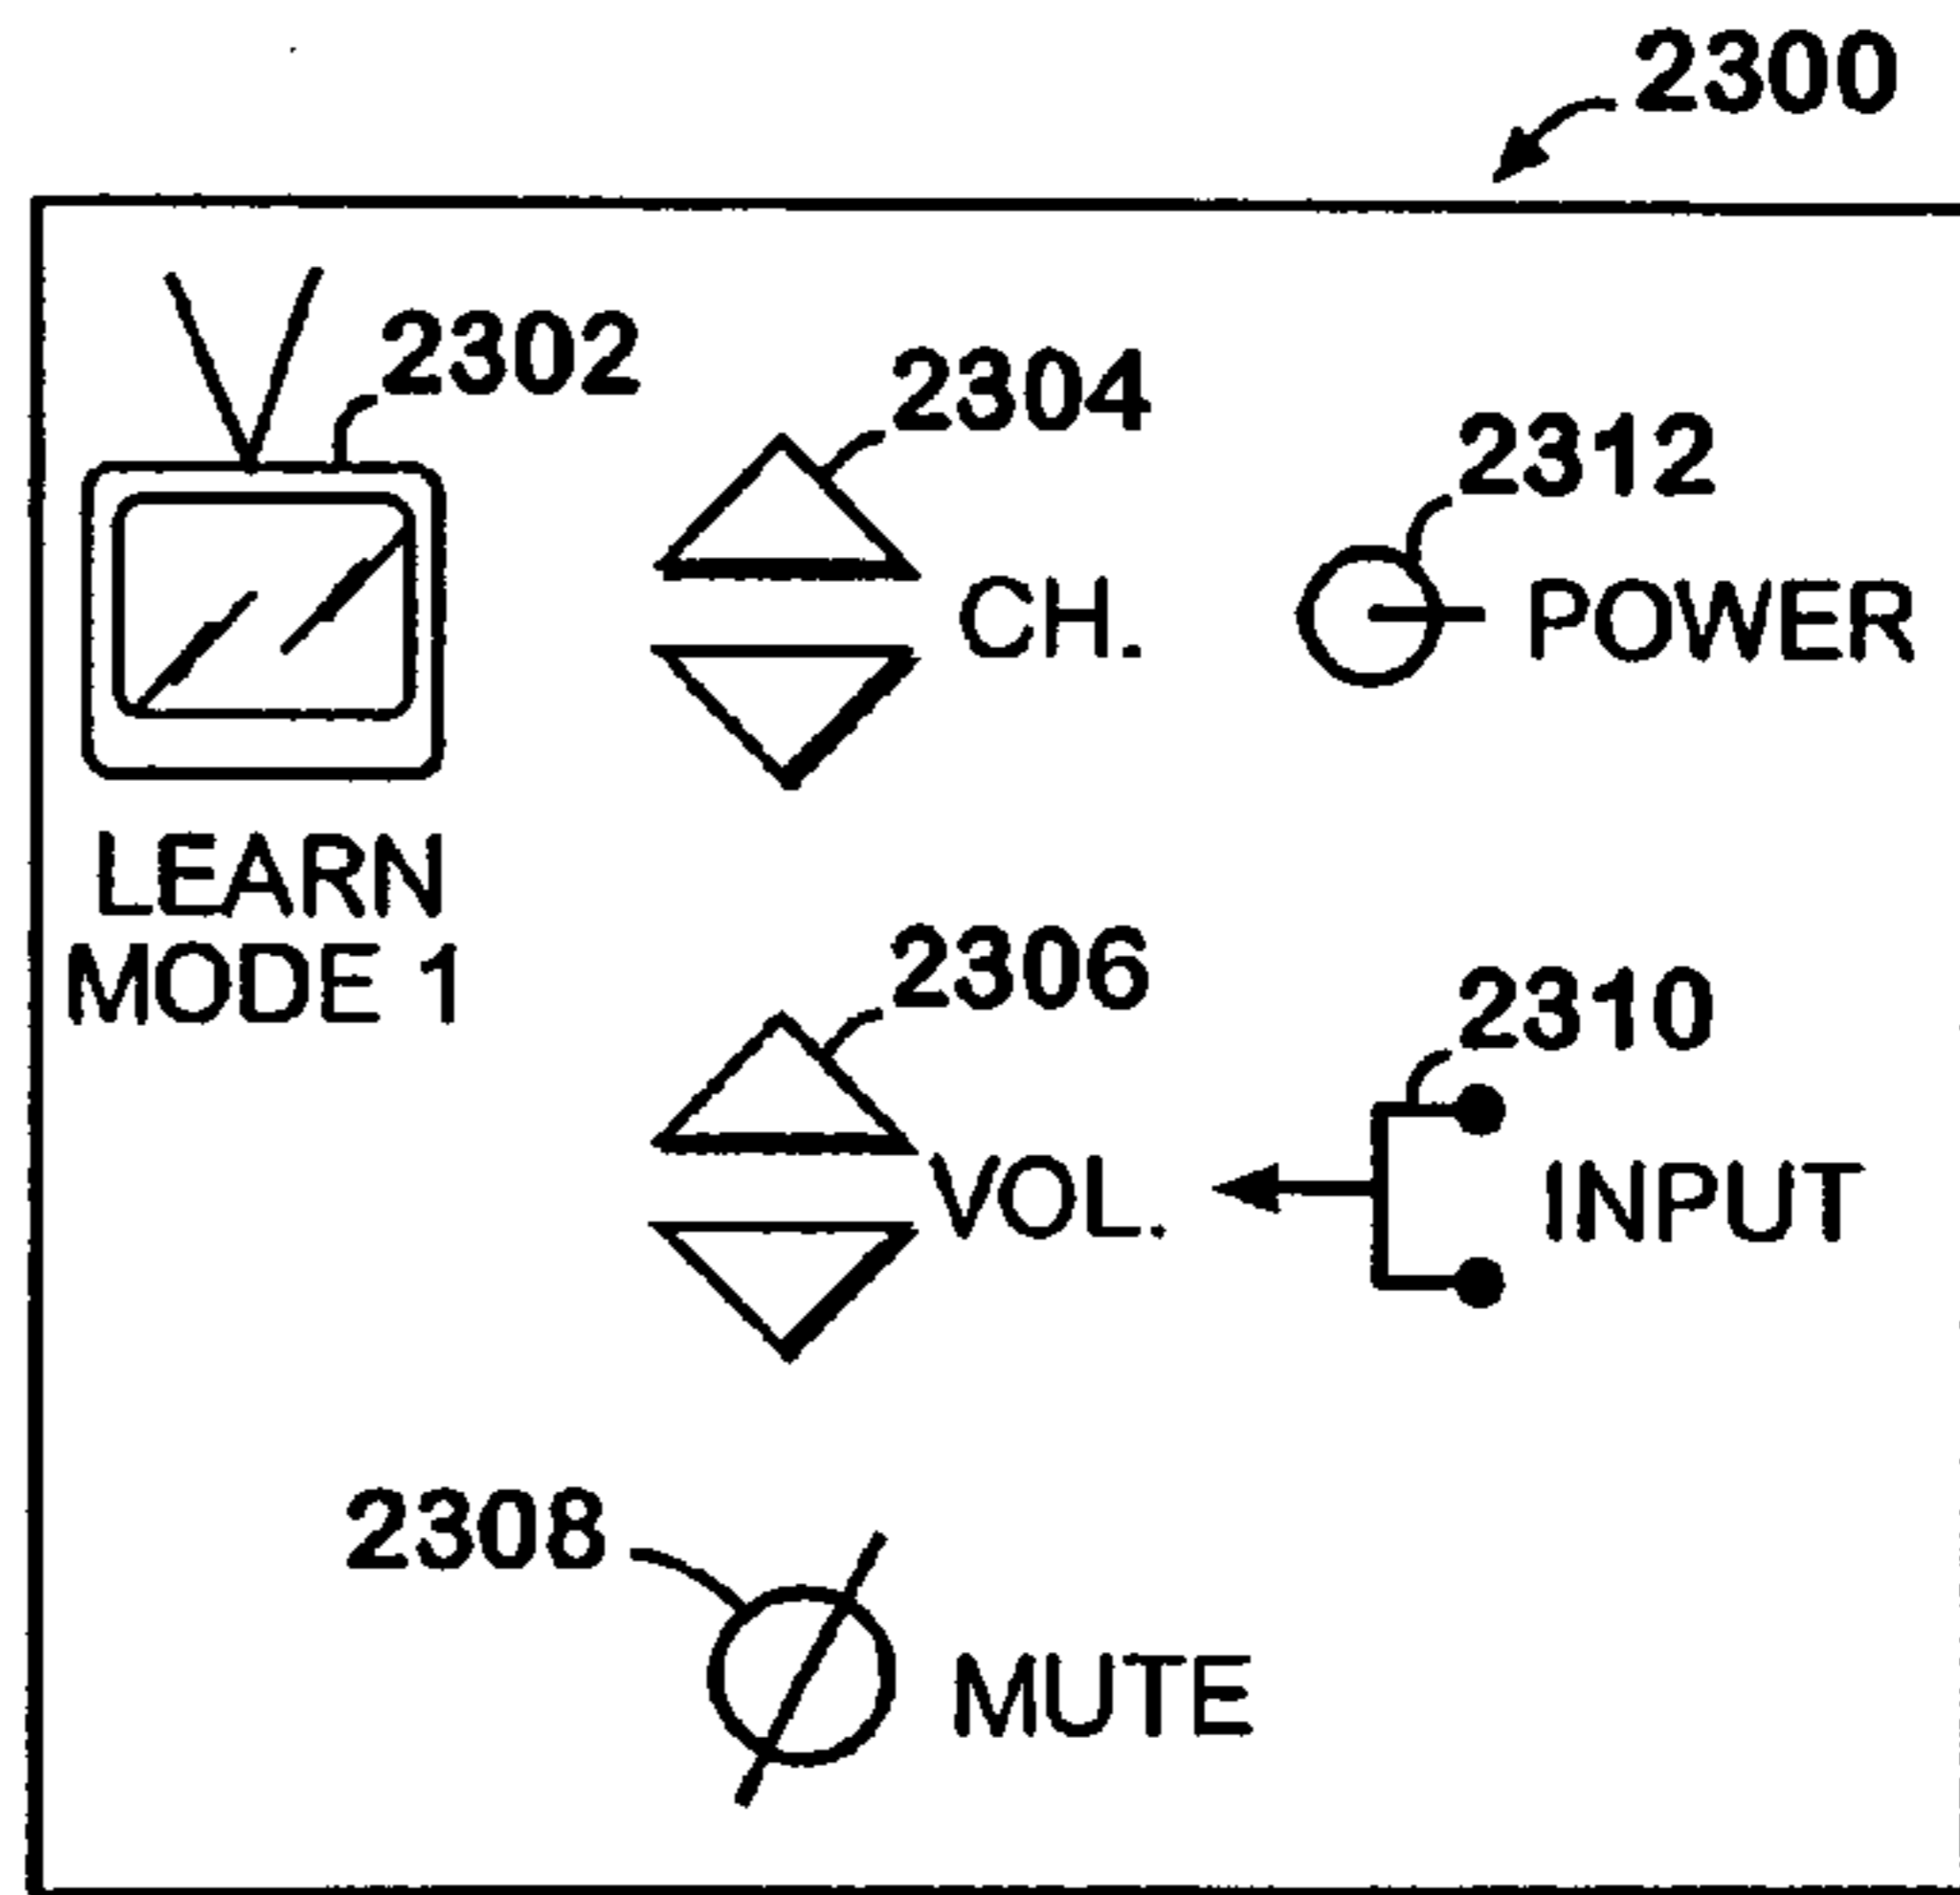 2300
2302
2304
2312
CH.
POWER
LEARN
MODE 1
2306
2310
VOL.
INPUT
2308
MUTE